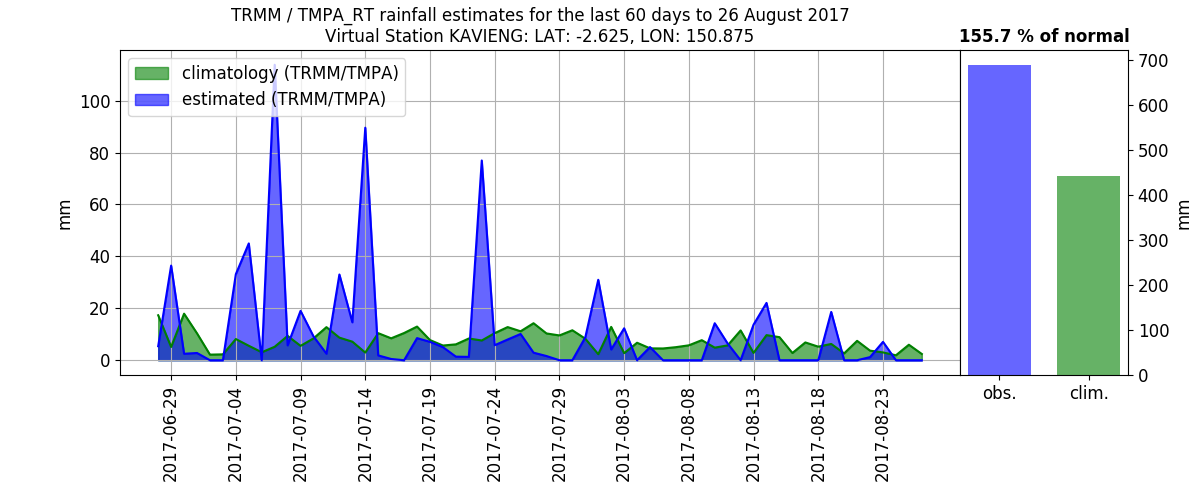 TRMM / TMPA_RT rainfall estimates for the last 60 days to 26 August 2017
Virtual Station KAVIENG: LAT: -2.625, LON: 150.875
155.7 % of normal
climatology (TRMM/TMPA)
estimated (TRMM/TMPA)
mm
100
80
60
40
20
0
2017-06-29
2017-07-04
2017-07-09
2017-07-14
2017-07-19
2017-07-24
2017-07-29
2017-08-03
2017-08-08
2017-08-13
2017-08-18
2017-08-23
700
600
500
400
300
200
100
0
mm
obs.
clim.